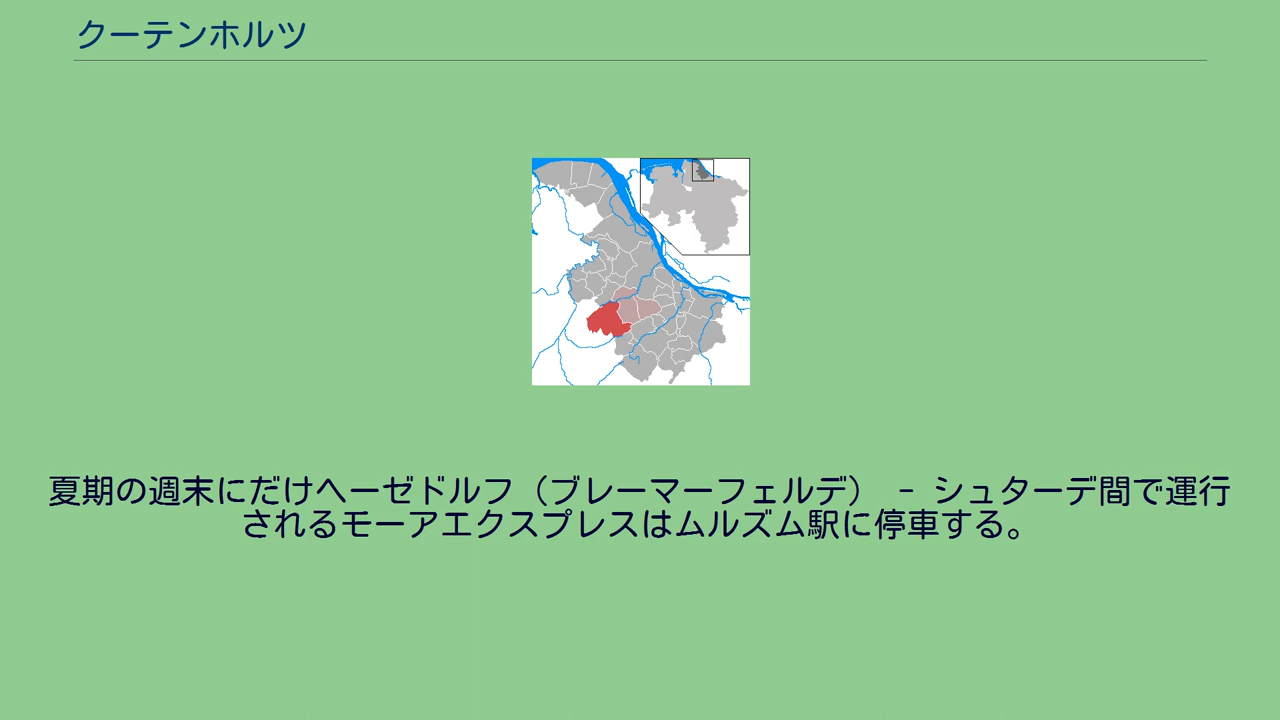 クーテンホルツ
夏期の週末にだけヘーゼドルフ（ブレーマーフェルデ） - シュターデ間で運行
されるモーアエクスプレスはムルズム駅に停車する。